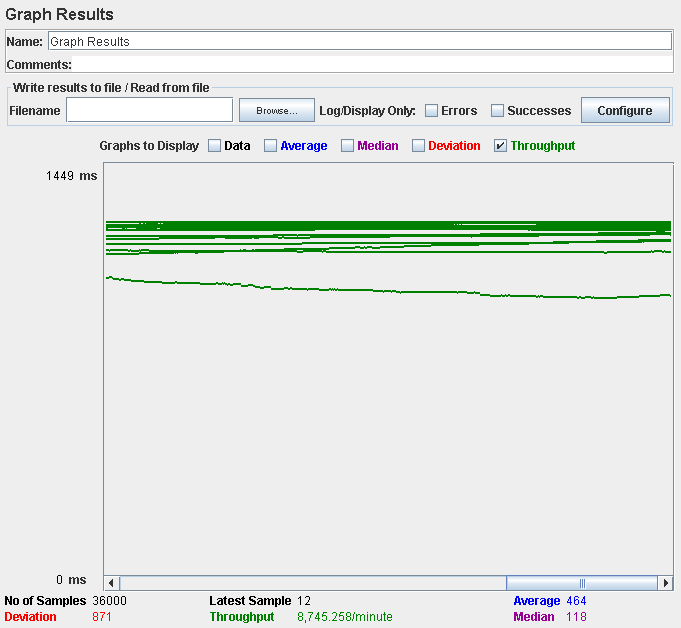 Graph Results
Name: Graph Results
Comments:
Write results to file / Read from file
Filename Browse... Log/Display Only: Errors Successes Configure
Graphs to Display Data Average Median Deviation Throughput
1449 ms
0 ms
No of Samples 36000 Latest Sample 12 Average 464
Deviation 871 Throughput 8,745.258/minute Median 118